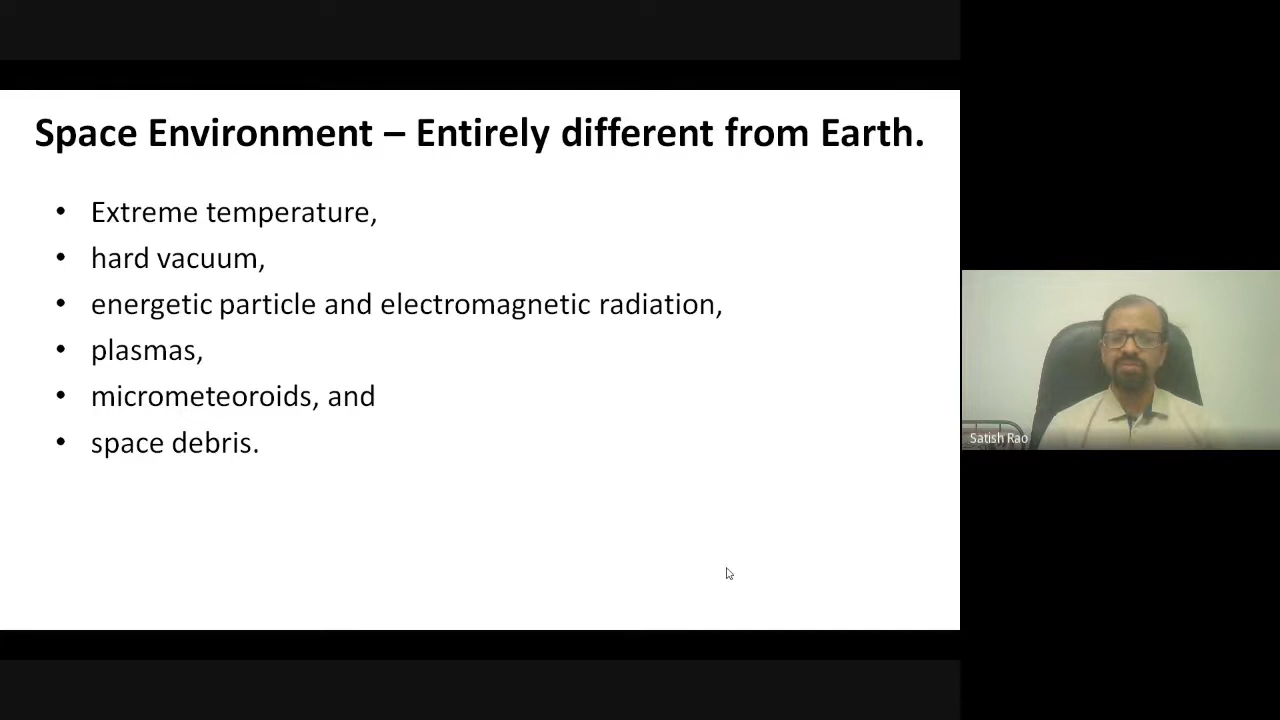 Space Environment – Entirely different from Earth.
• Extreme temperature,
• hard vacuum,
• energetic particle and electromagnetic radiation,
• plasmas,
• micrometeoroids, and
• space debris.
Satish Rao